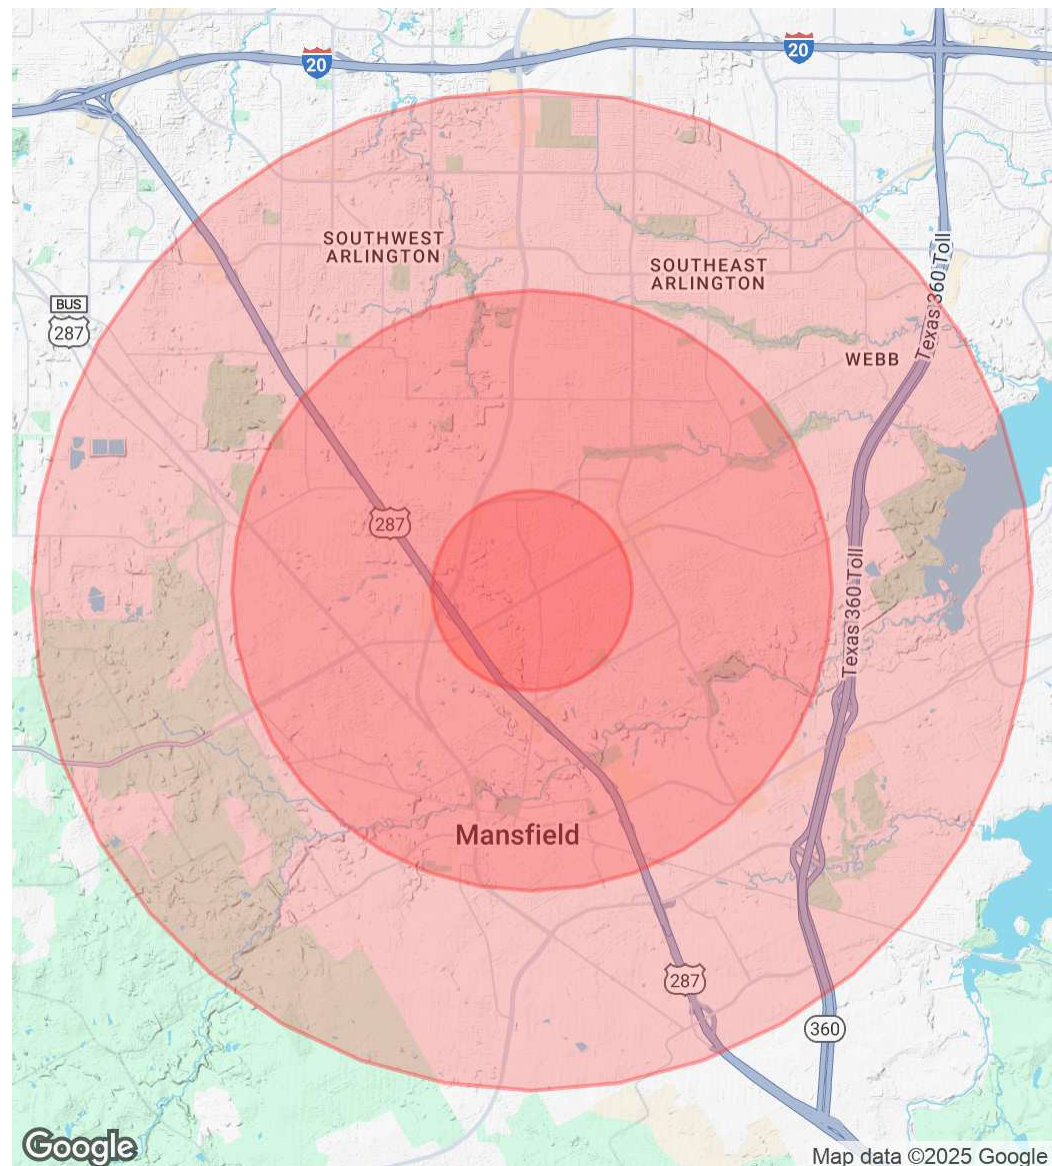 20
20
SOUTHWEST
ARLINGTON
SOUTHEAST
ARLINGTON
Texas 360 Toll
BUS
287
WEBB
287
Texas 360 Toll
Mansfield
287
360
Google
Map data ©2025 Google